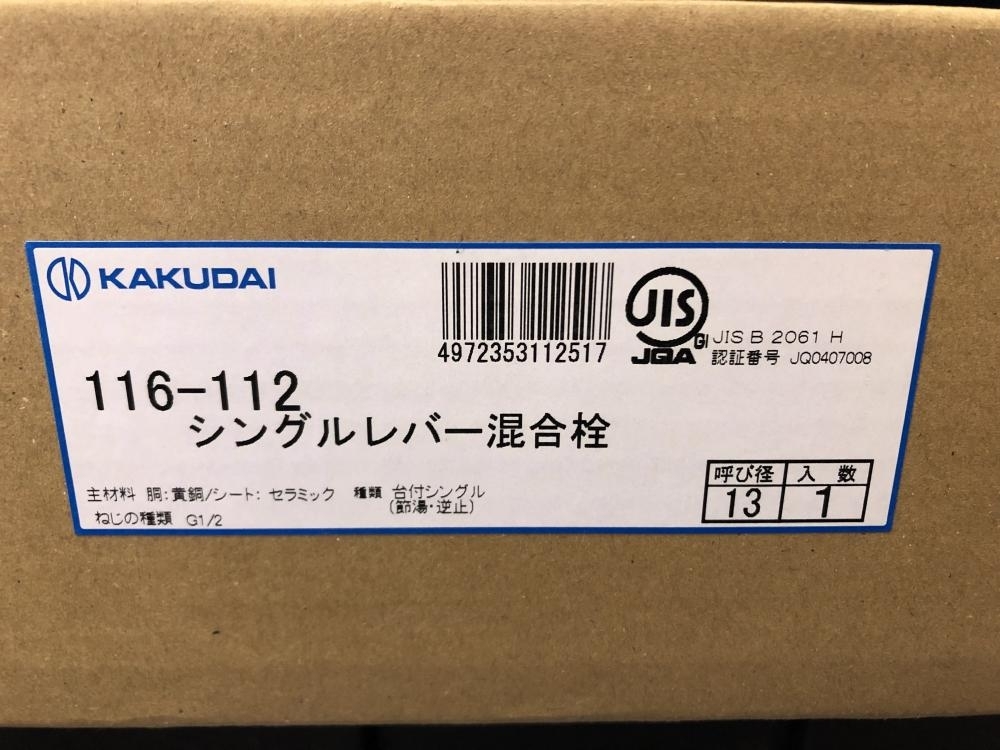 KAKUDAI
4972353112517
JIS
JQA
GI
JIS B 2061 H
認証番号 JQ0407008
116-112
シングルレバー混合栓
主材料 胴:黄銅/シート:セラミック 種類 台付シングル
(節湯・逆止)
ねじの種類 G1/2
呼び径 入数
13 1